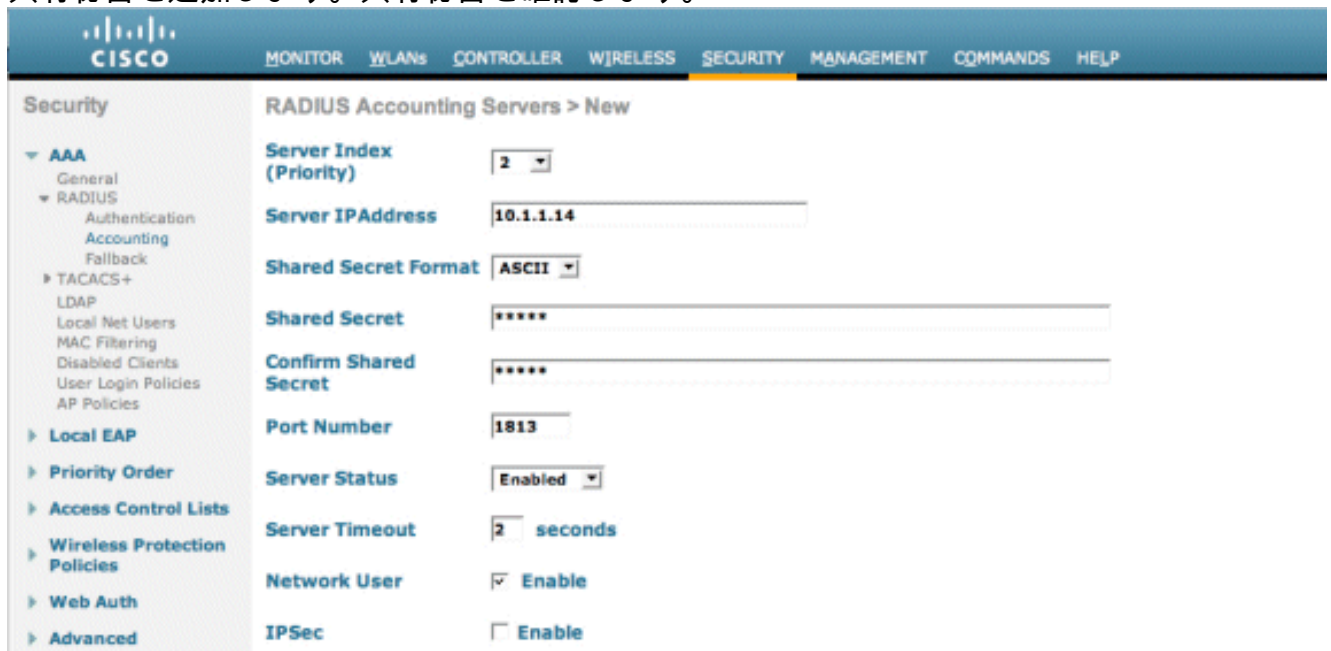 CISCO
MONITOR WLANs CONTROLLER WIRELESS SECURITY MANAGEMENT COMMANDS HELP
Security
AAA
General
RADIUS
Authentication
Accounting
Fallback
TACACS+
LDAP
Local Net Users
MAC Filtering
Disabled Clients
User Login Policies
AP Policies
Local EAP
Priority Order
Access Control Lists
Wireless Protection
Policies
Web Auth
Advanced
RADIUS Accounting Servers > New
Server Index
(Priority) 2
Server IPAddress 10.1.1.14
Shared Secret Format ASCII
Shared Secret *****
Confirm Shared
Secret *****
Port Number 1813
Server Status Enabled
Server Timeout 2 seconds
Network User Enable
IPSec Enable